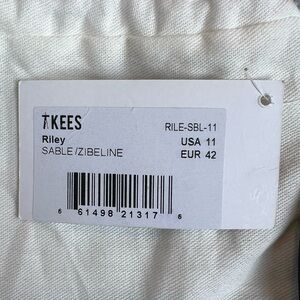 TKEES RILE-SBL-11
Riley USA 11
SABLE/ZIBELINE EUR 42
6 61498 21317 6